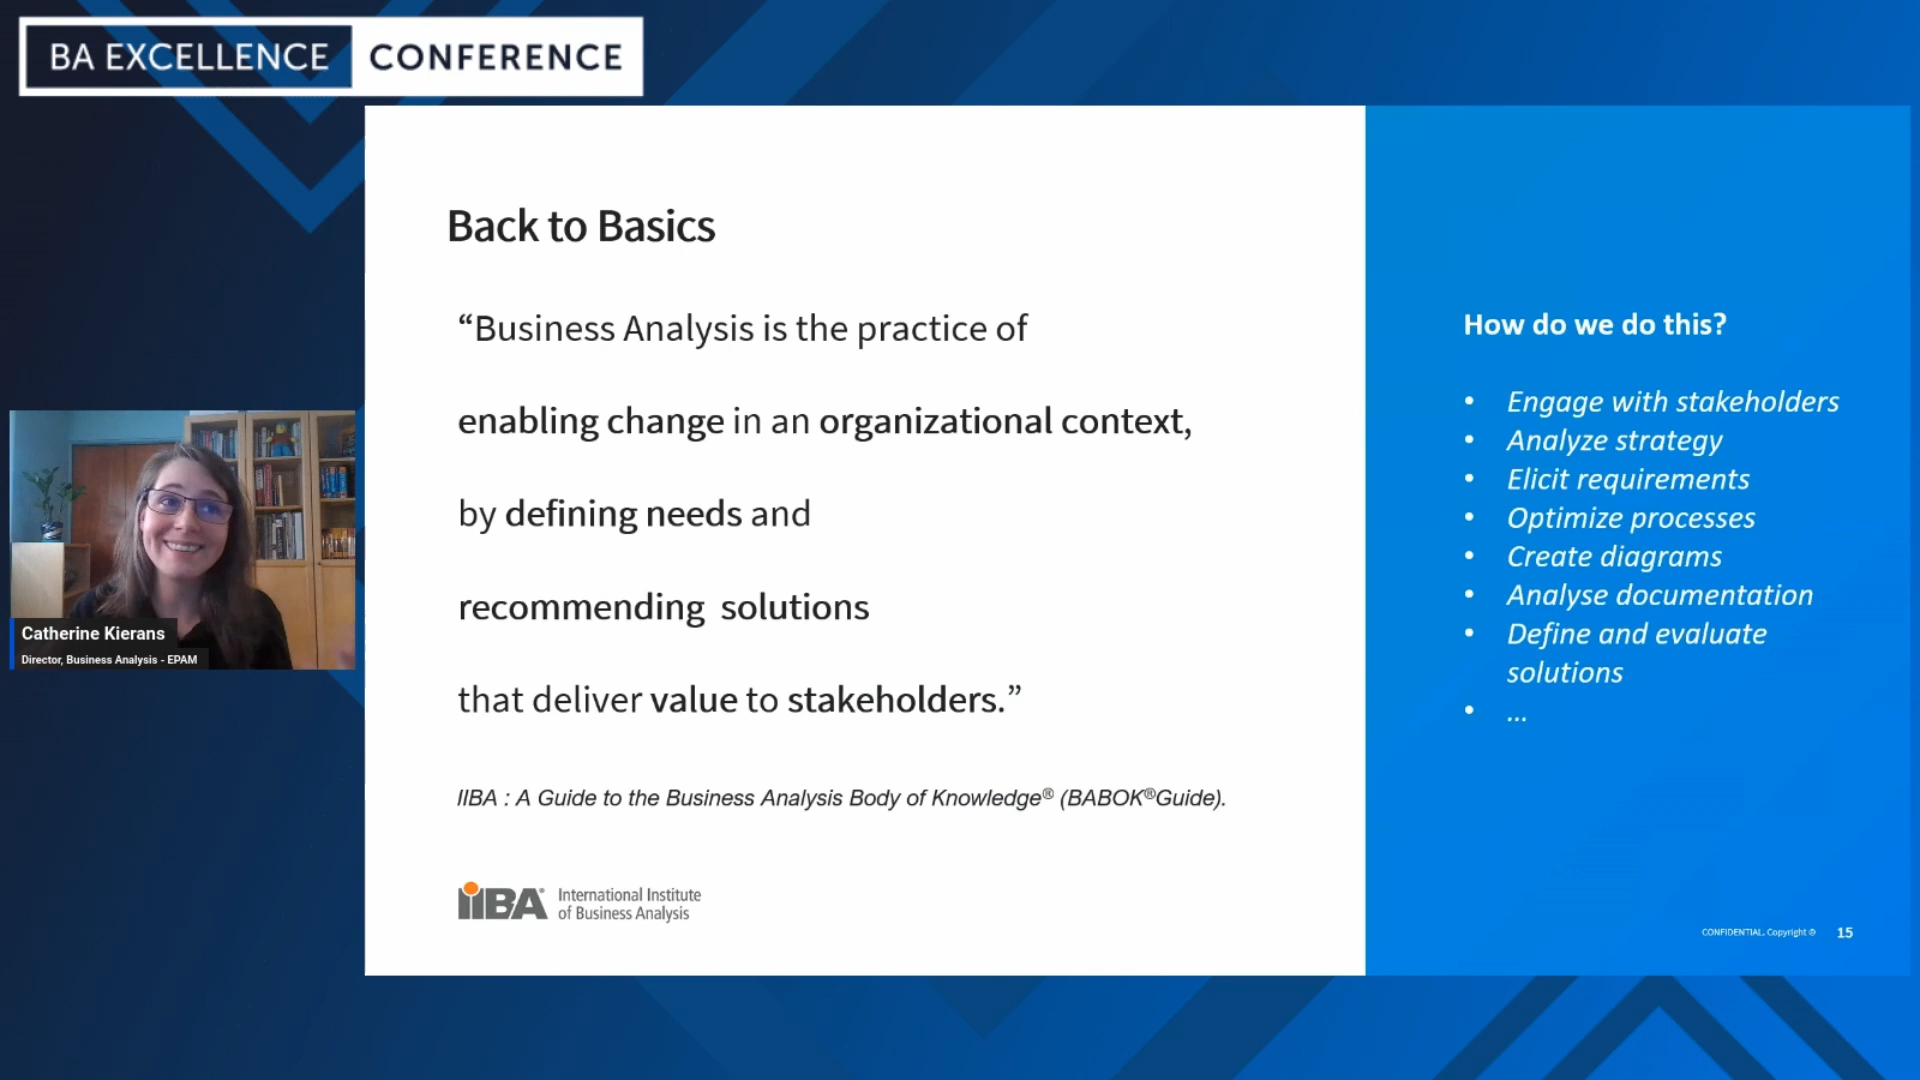 BA EXCELLENCE CONFERENCE
Back to Basics
“Business Analysis is the practice of
enabling change in an organizational context,
by defining needs and
recommending solutions
that deliver value to stakeholders.”
IIBA : A Guide to the Business Analysis Body of Knowledge® (BABOK®Guide).
IIBA® International Institute
of Business Analysis
How do we do this?
• Engage with stakeholders
• Analyze strategy
• Elicit requirements
• Optimize processes
• Create diagrams
• Analyse documentation
• Define and evaluate
solutions
• ...
CONFIDENTIAL. Copyright © 15
Catherine Kierans
Director, Business Analysis - EPAM